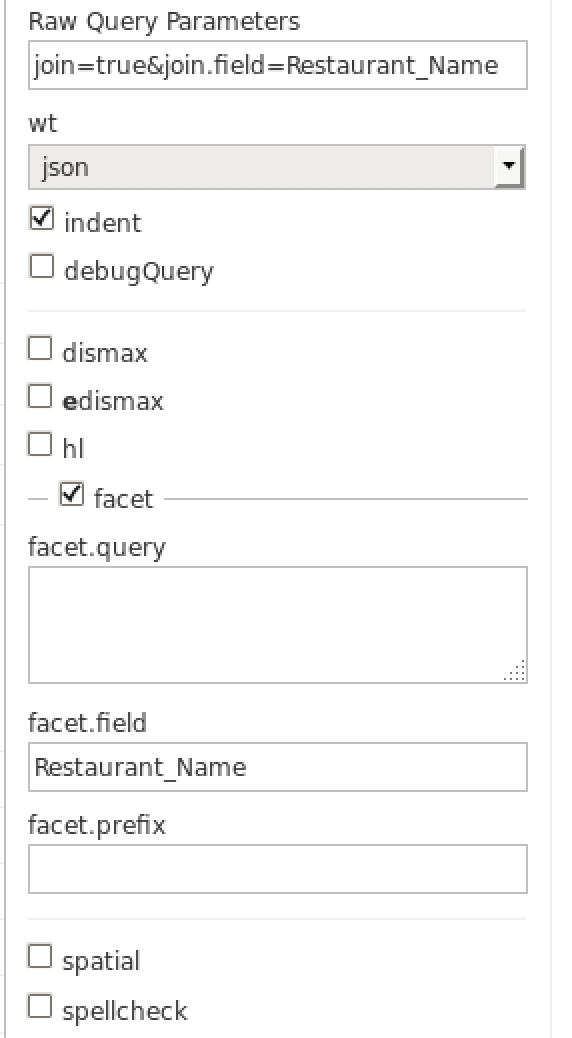 Raw Query Parameters
join=true&join.field=Restaurant_Name
wt
json
indent
debugQuery
dismax
edismax
hl
facet
facet.query
facet.field
Restaurant_Name
facet.prefix
spatial
spellcheck